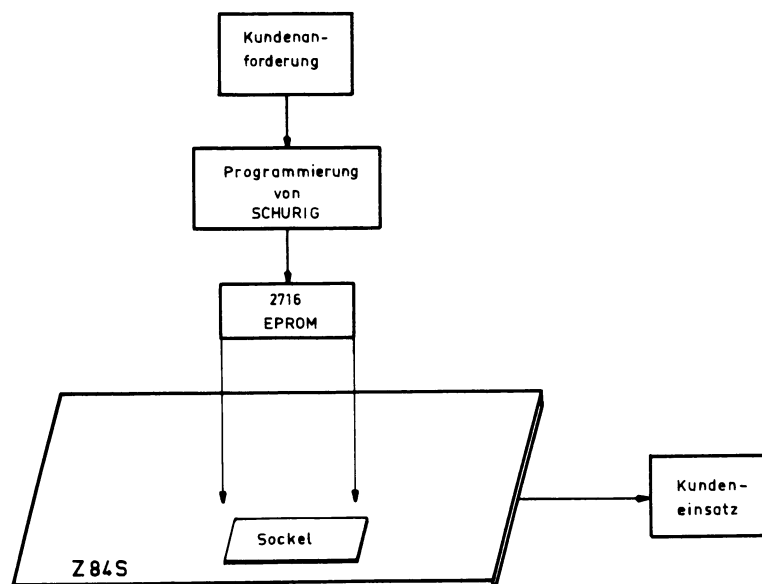 Kundenan-
forderung
Programmierung
von
SCHURIG
2716
EPROM
Kunden-
einsatz
Sockel
Z84S